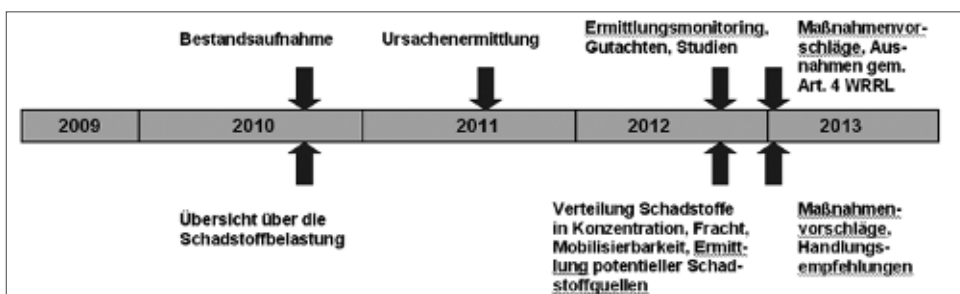 Bestandsaufnahme
Ursachenermittlung
Ermittlungsmonitoring,
Gutachten, Studien
Maßnahmenvor-
schläge, Aus-
nahmen gem.
Art. 4 WRRL
2009
2010
2011
2012
2013
Übersicht über die
Schadstoffbelastung
Verteilung Schadstoffe
in Konzentration, Fracht,
Mobilisierbarkeit, Ermitt-
lung potentieller Schad-
stoffquellen
Maßnahmen-
vorschläge,
Handlungs-
empfehlungen